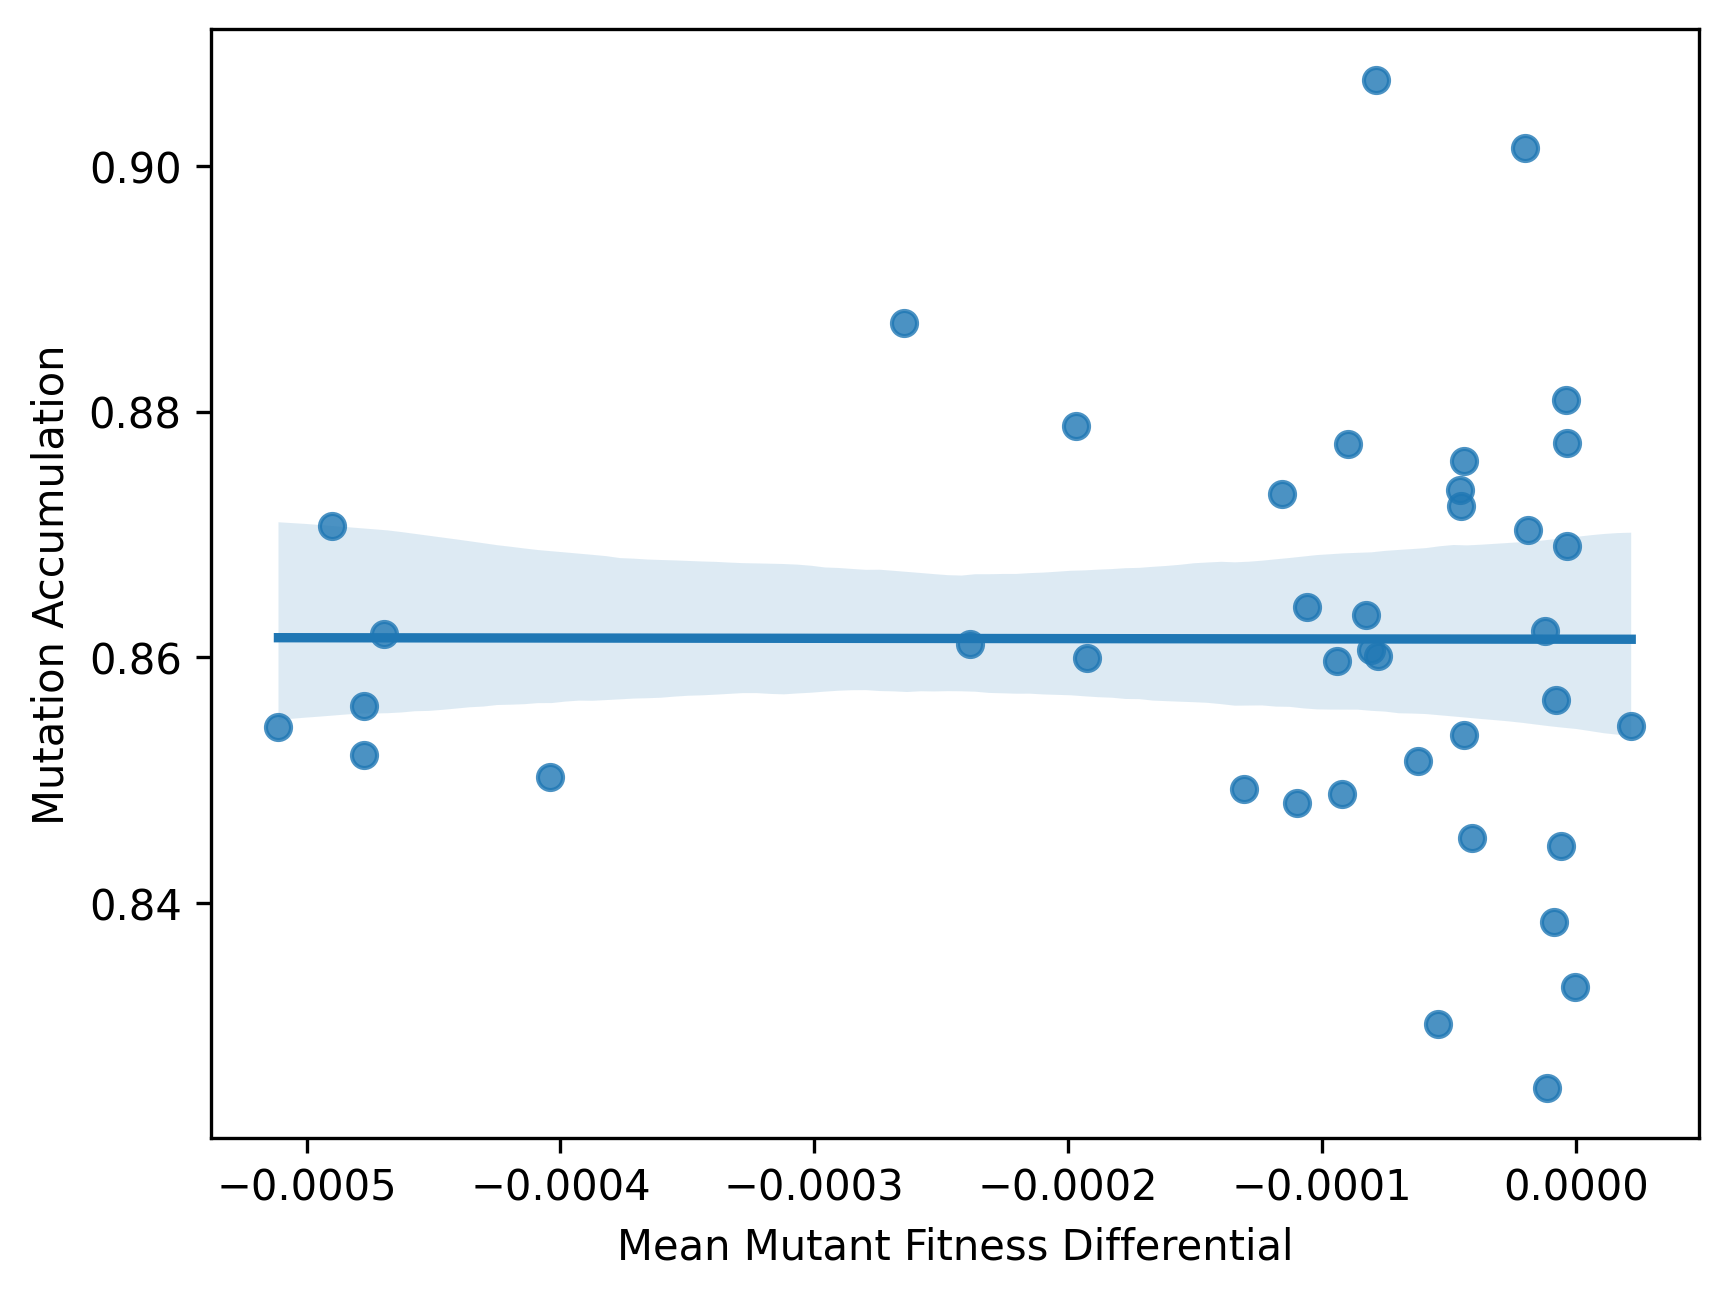 0.90
0.88
0.86
0.84
Mutation Accumulation
−0.0005 −0.0004 −0.0003 −0.0002 −0.0001 0.0000
Mean Mutant Fitness Differential